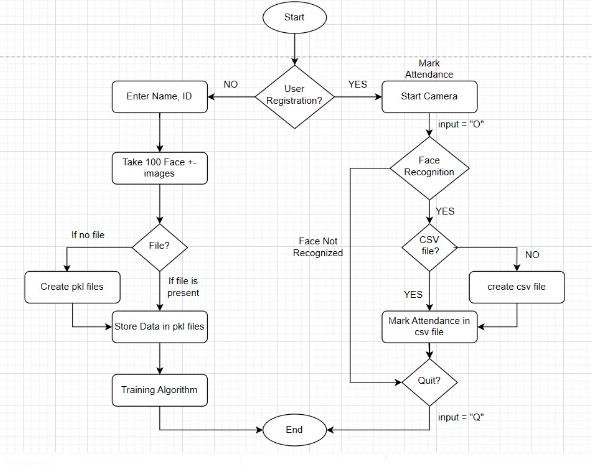 Start
Mark
Attendance
User
Registration?
NO
YES
Enter Name, ID
Start Camera
input = "O"
Take 100 Face +-
images
Face
Recognition
YES
If no file
File?
Face Not
Recognized
CSV
file?
NO
If file is
present
Create pkl files
create csv file
YES
Store Data in pkl files
Mark Attendance in
csv file
Training Algorithm
Quit?
input = "Q"
End